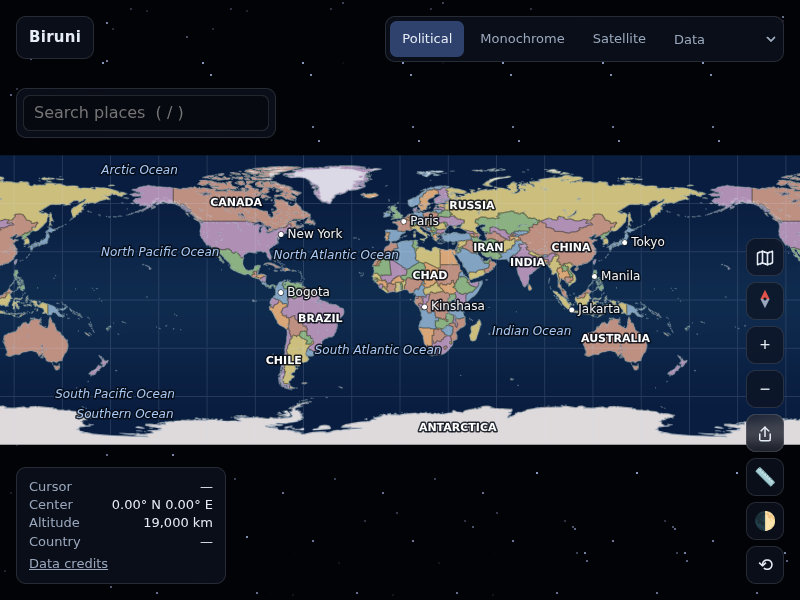 Biruni
Political Monochrome Satellite Data
Search places ( / )
Arctic Ocean
CANADA
RUSSIA
New York
Paris
Tokyo
North Pacific Ocean
North Atlantic Ocean
IRAN
CHINA
INDIA
CHAD
Manila
Bogota
Kinshasa
Jakarta
BRAZIL
Indian Ocean
AUSTRALIA
CHILE
South Atlantic Ocean
South Pacific Ocean
Southern Ocean
ANTARCTICA
+
−
Cursor —
Center 0.00° N 0.00° E
Altitude 19,000 km
Country —
Data credits